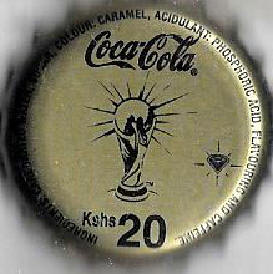 COLOUR: CARAMEL, ACIDULANT: PHOSPHORIC ACID, FLAVOURING AND CAFFEINE.
Coca-Cola
Kshs 20